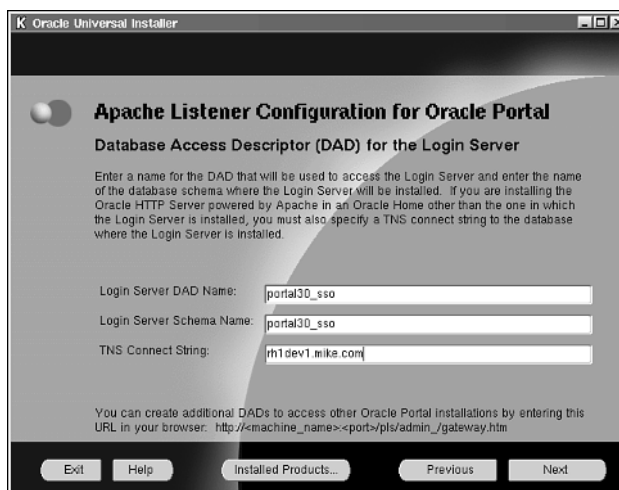 K Oracle Universal Installer
Apache Listener Configuration for Oracle Portal
Database Access Descriptor (DAD) for the Login Server
Enter a name for the DAD that will be used to access the Login Server and enter the name
of the database schema where the Login Server will be installed. If you are installing the
Oracle HTTP Server powered by Apache in an Oracle Home other than the one in which
the Login Server is installed, you must also specify a TNS connect string to the database
where the Login Server is installed.
Login Server DAD Name: portal30_sso
Login Server Schema Name: portal30_sso
TNS Connect String: rh1dev1.mike.com
You can create additional DADs to access other Oracle Portal installations by entering this
URL in your browser: http://<machine_name>:<port>/pls/admin_/gateway.htm
Exit Help Installed Products... Previous Next